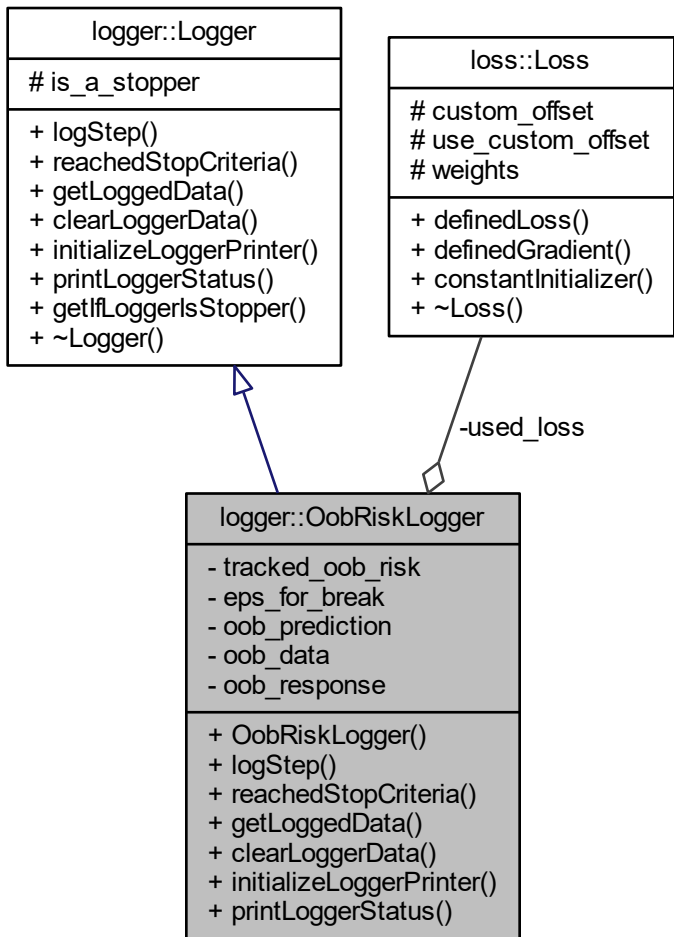 logger::Logger
# is_a_stopper
+ logStep()
+ reachedStopCriteria()
+ getLoggedData()
+ clearLoggerData()
+ initializeLoggerPrinter()
+ printLoggerStatus()
+ getIfLoggerIsStopper()
+ ~Logger()
loss::Loss
# custom_offset
# use_custom_offset
# weights
+ definedLoss()
+ definedGradient()
+ constantInitializer()
+ ~Loss()
-used_loss
logger::OobRiskLogger
- tracked_oob_risk
- eps_for_break
- oob_prediction
- oob_data
- oob_response
+ OobRiskLogger()
+ logStep()
+ reachedStopCriteria()
+ getLoggedData()
+ clearLoggerData()
+ initializeLoggerPrinter()
+ printLoggerStatus()